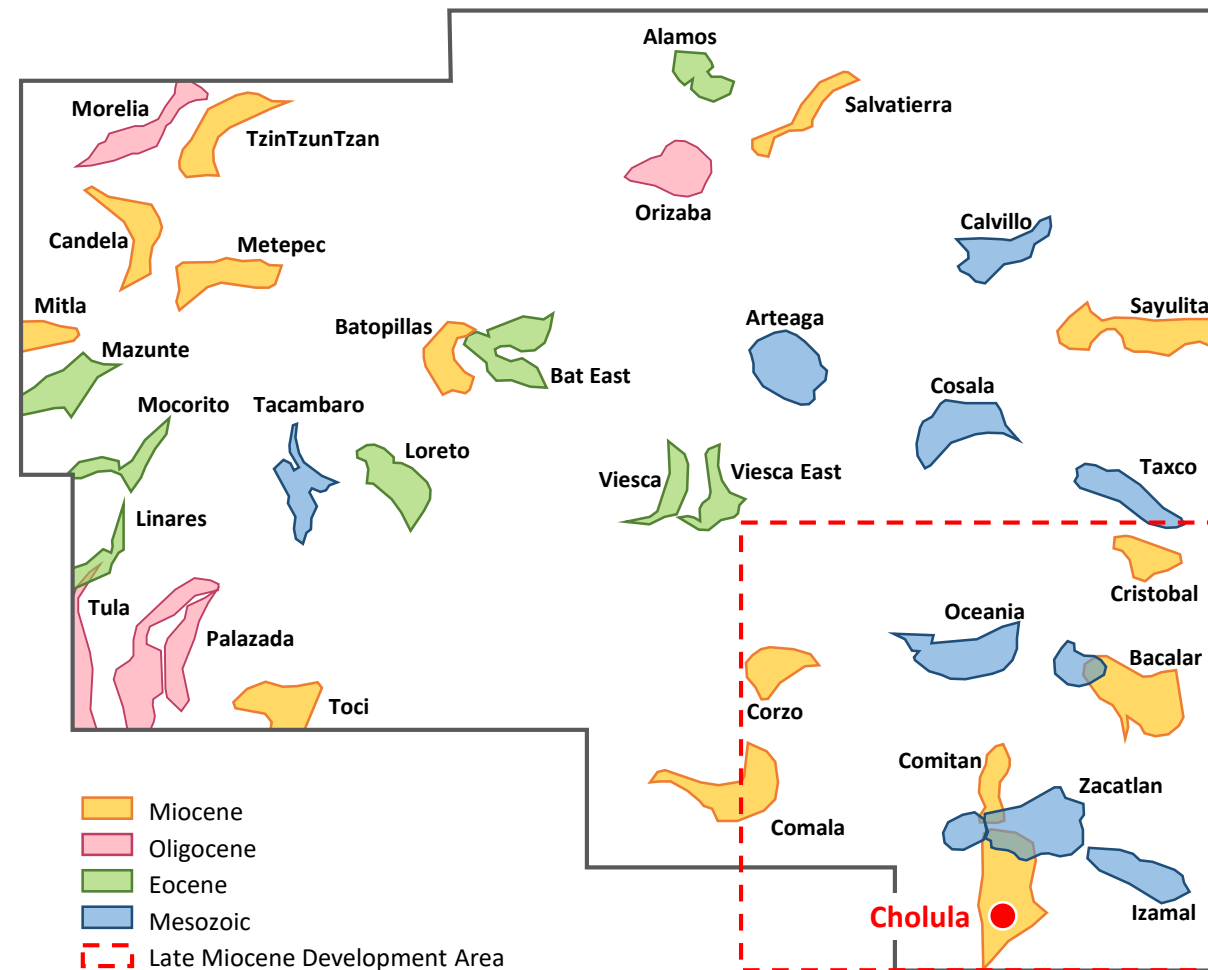 Alamos
Morelia
Salvatierra
TzinTzunTzan
Orizaba
Calvillo
Candela
Metepec
Mitla
Sayulita
Batopillas
Arteaga
Mazunte
Bat East
Mocorito
Tacambaro
Cosala
Loreto
Viesca
Viesca East
Taxco
Linares
Cristobal
Tula
Oceania
Palazada
Bacalar
Toci
Corzo
Comitan
Zacatlan
Comala
Izamal
Cholula
Miocene
Oligocene
Eocene
Mesozoic
Late Miocene Development Area